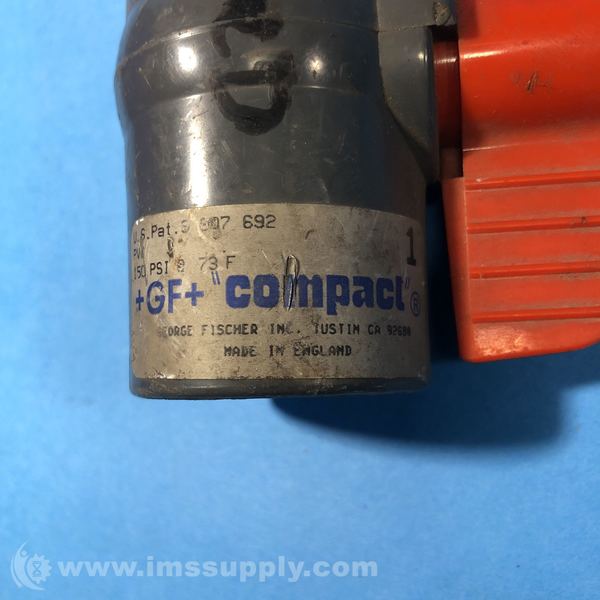 U.S.Pat. 692
PVC
150 PSI @ 73 F
1
+GF+ "compact"®
GEORGE FISCHER INC. TUSTIN CA 92680
MADE IN ENGLAND
www.imssupply.com